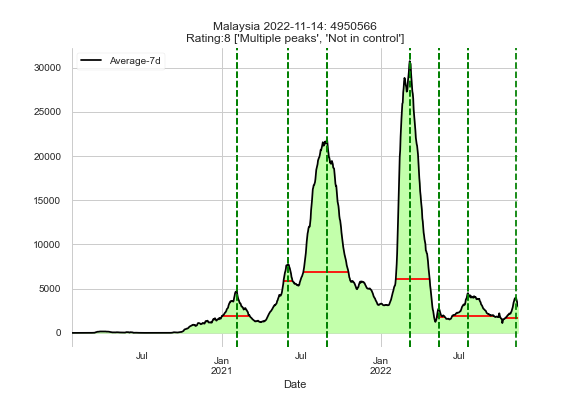 Malaysia 2022-11-14: 4950566
Rating:8 ['Multiple peaks', 'Not in control']
Average-7d
30000
25000
20000
15000
10000
5000
0
Jul
Jan
2021
Jul
Jan
2022
Jul
Date